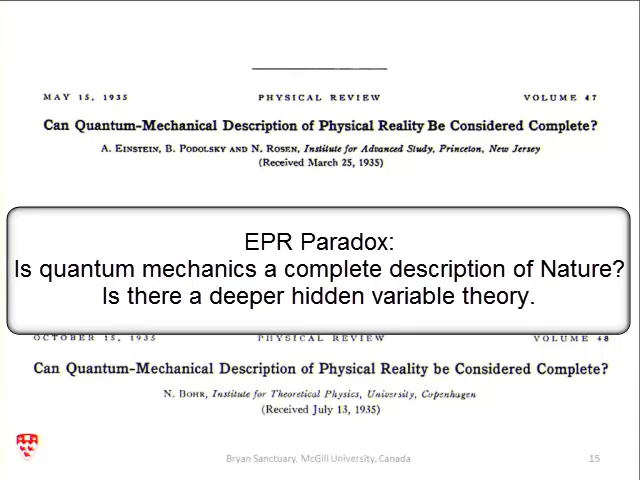 MAY 15, 1935 PHYSICAL REVIEW VOLUME 47
Can Quantum-Mechanical Description of Physical Reality Be Considered Complete?
A. EINSTEIN, B. PODOLSKY AND N. ROSEN, Institute for Advanced Study, Princeton, New Jersey
(Received March 25, 1935)
EPR Paradox:
Is quantum mechanics a complete description of Nature?
Is there a deeper hidden variable theory.
OCTOBER 15, 1935 PHYSICAL REVIEW VOLUME 48
Can Quantum-Mechanical Description of Physical Reality be Considered Complete?
N. BOHR, Institute for Theoretical Physics, University, Copenhagen
(Received July 13, 1935)
Bryan Sanctuary, McGill University, Canada 15